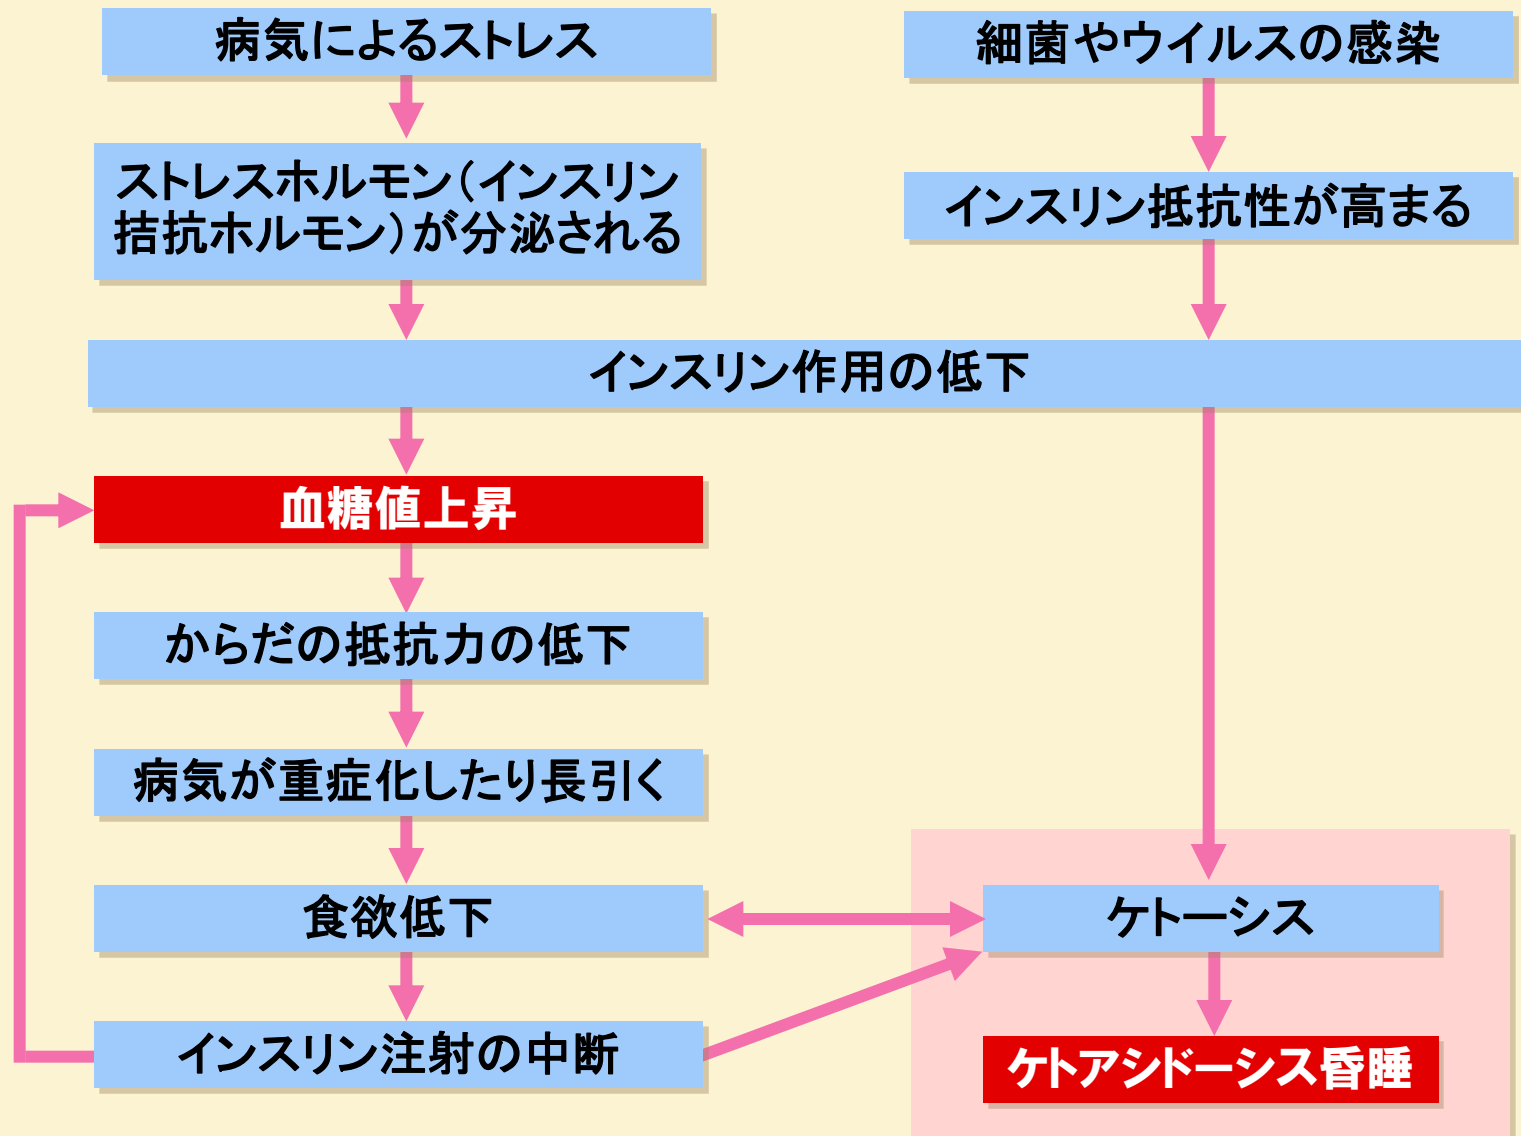 病気によるストレス
細菌やウイルスの感染
ストレスホルモン（インスリン
拮抗ホルモン）が分泌される
インスリン抵抗性が高まる
インスリン作用の低下
血糖値上昇
からだの抵抗力の低下
病気が重症化したり長引く
食欲低下
ケトーシス
インスリン注射の中断
ケトアシドーシス昏睡